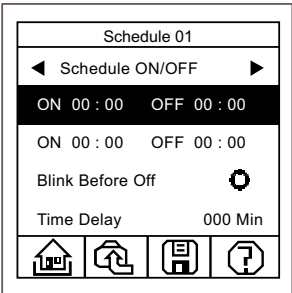 Schedule 01
Schedule ON/OFF
ON 00 : 00 OFF 00 : 00
ON 00 : 00 OFF 00 : 00
Blink Before Off
Time Delay 000 Min
?